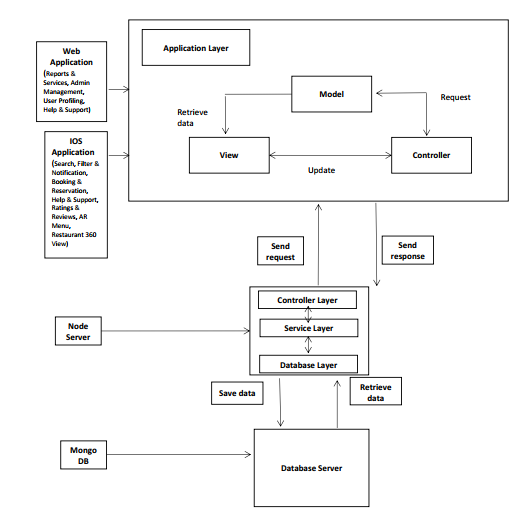 Web
Application
(Reports &
Services, Admin
Management,
User Profiling,
Help & Support)
IOS
Application
(Search, Filter &
Notification,
Booking &
Reservation,
Help & Support,
Ratings &
Reviews, AR
Menu,
Restaurant 360
View)
Application Layer
Model
Request
Retrieve
data
View
Update
Controller
Send
request
Send
response
Controller Layer
Service Layer
Database Layer
Node
Server
Save data
Retrieve
data
Mongo
DB
Database Server